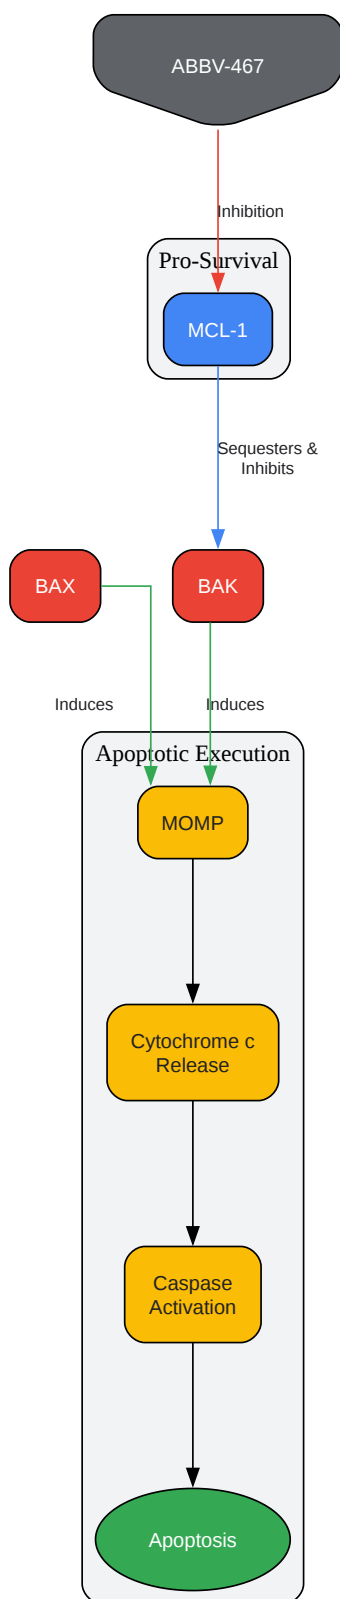 ABBV-467
Inhibition
Pro-Survival
MCL-1
Sequesters &
Inhibits
BAX
BAK
Induces
Induces
Apoptotic Execution
MOMP
Cytochrome c
Release
Caspase
Activation
Apoptosis